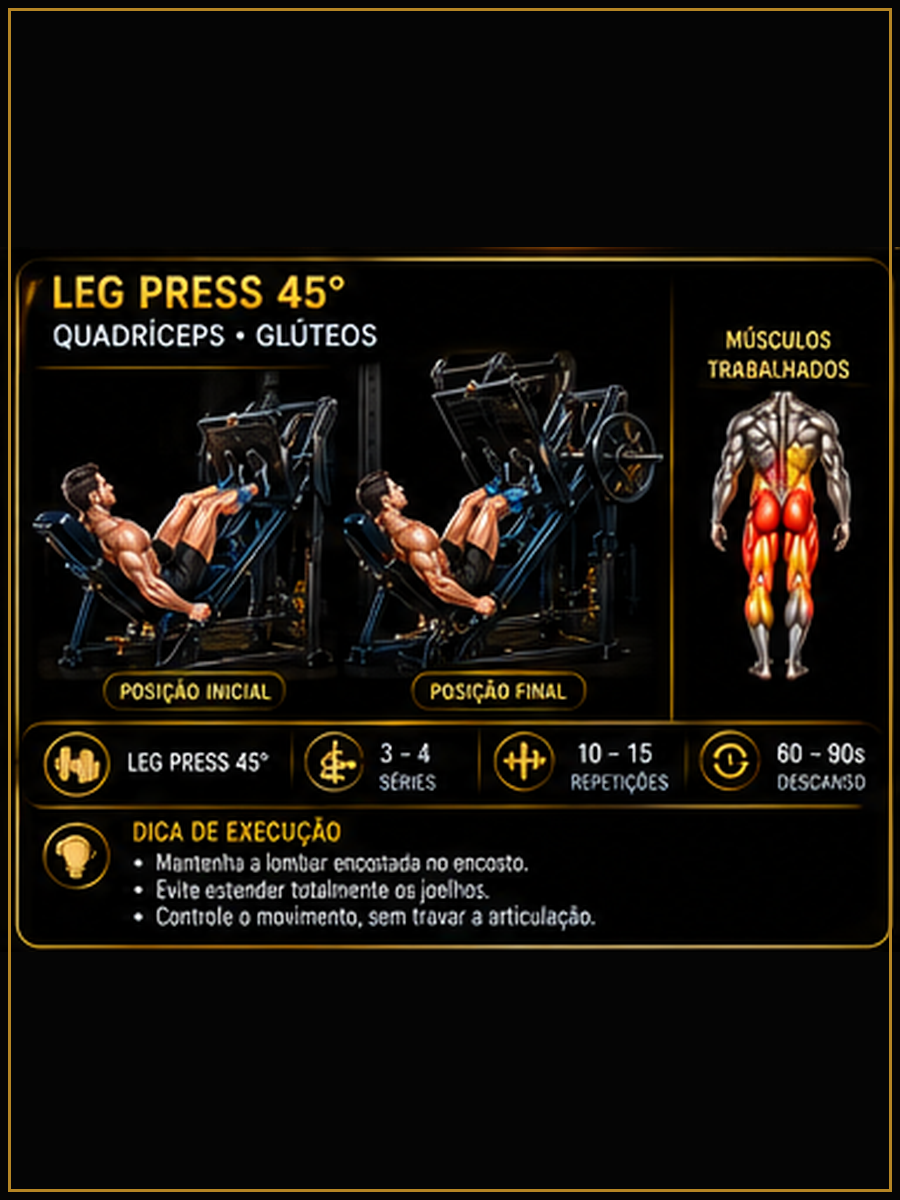 LEG PRESS 45°
QUADRÍCEPS • GLÚTEOS
MÚSCULOS
TRABALHADOS
POSIÇÃO INICIAL
POSIÇÃO FINAL
LEG PRESS 45°
3 – 4
SÉRIES
10 – 15
REPETIÇÕES
60 – 90s
DESCANSO
DICA DE EXECUÇÃO
• Mantenha a lombar encostada no encosto.
• Evite estender totalmente os joelhos.
• Controle o movimento, sem travar a articulação.